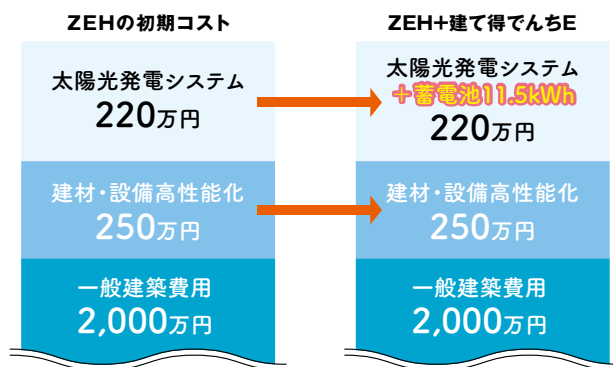 ZEHの初期コスト
太陽光発電システム
220万円
建材・設備高性能化
250万円
一般建築費用
2,000万円
ZEH+建て得でんちE
太陽光発電システム
+蓄電池11.5kWh
220万円
建材・設備高性能化
250万円
一般建築費用
2,000万円